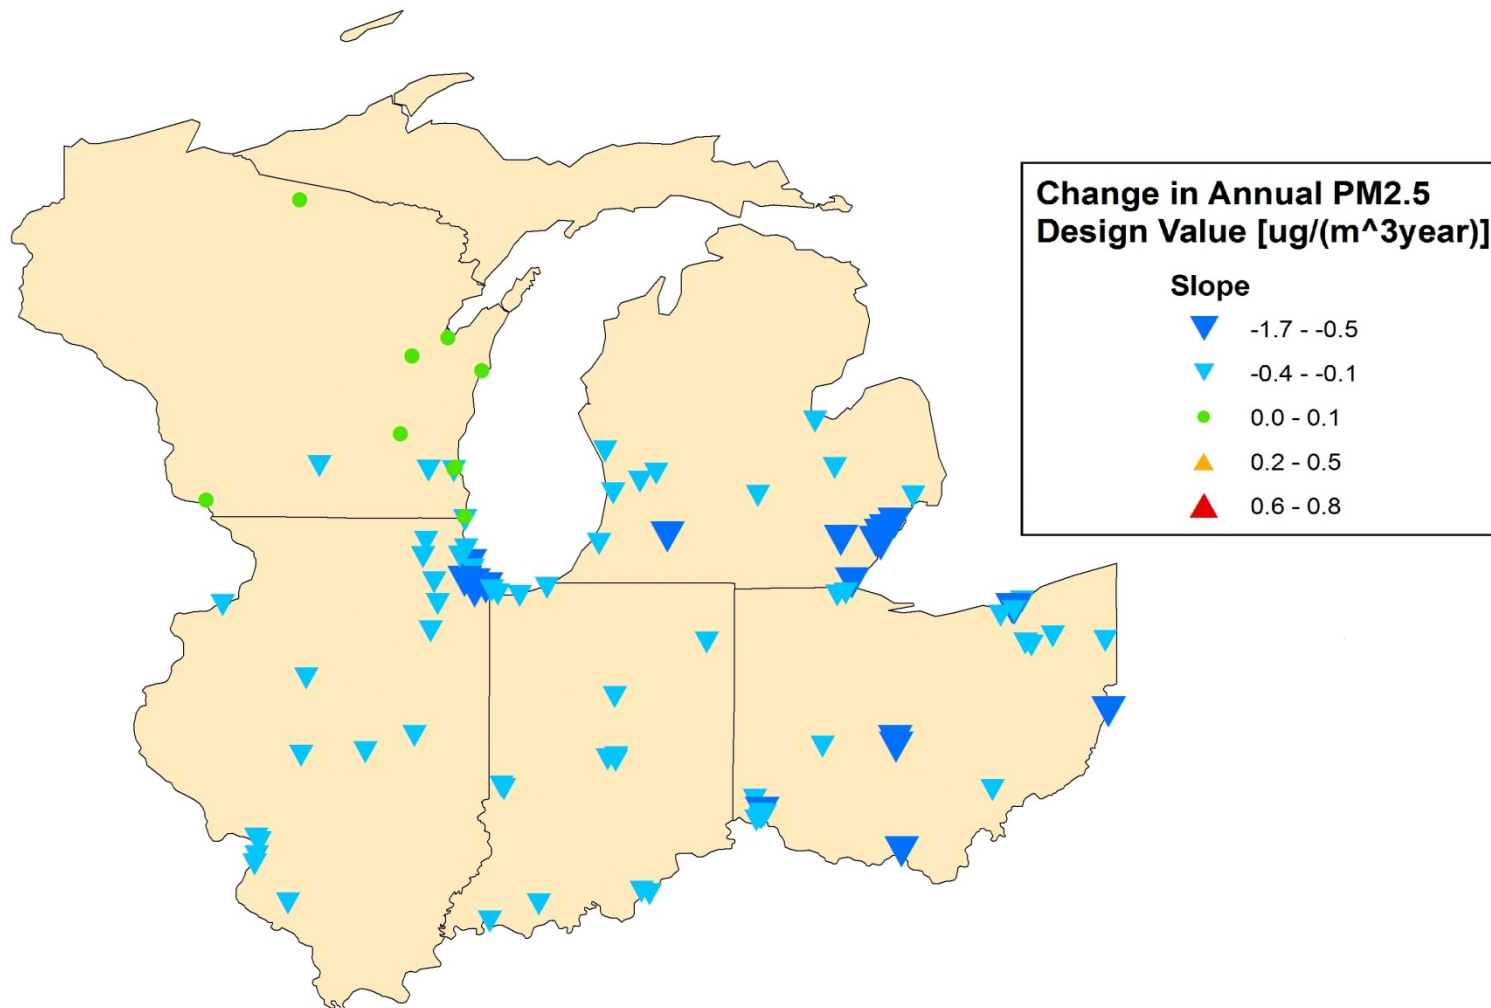 Change in Annual PM2.5
Design Value [ug/(m^3year)]
Slope
-1.7 - -0.5
-0.4 - -0.1
0.0 - 0.1
0.2 - 0.5
0.6 - 0.8